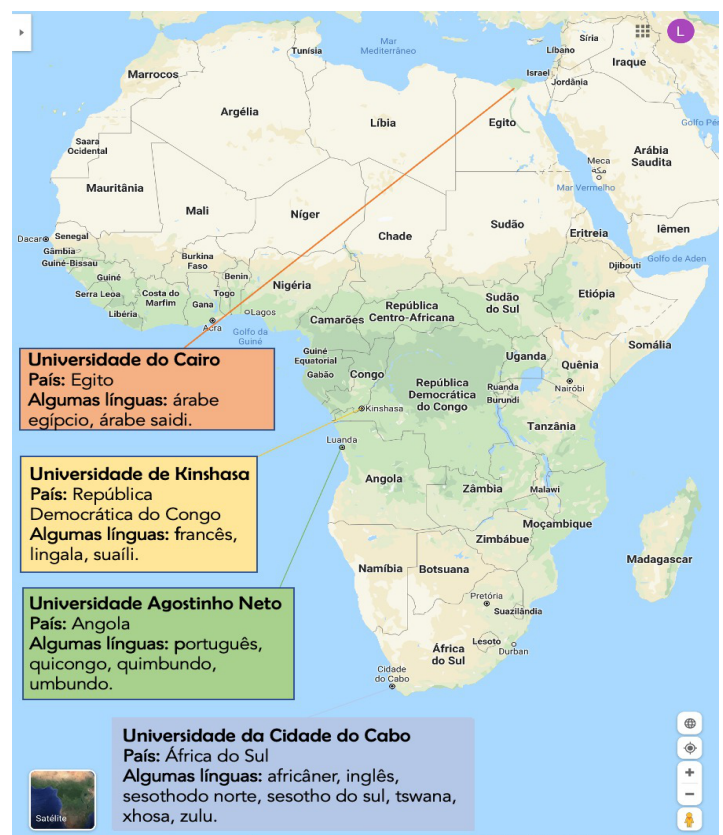 L
Síria
Mar
Mediterrâneo
Tunísia
Líbano
Iraque
Marrocos
Israel
Jordânia
Argélia
Líbia
Egito
Saara
Ocidental
Arábia
Saudita
Meca
مكة
Mauritânia
Mar Vermelho
Mali
Níger
Chade
Sudão
Eritreia
Iêmen
Dacar
Senegal
Gâmbia
Guiné-Bissau
Burkina
Faso
Golfo de Aden
Djibouti
Guiné
Benin
Nigéria
Serra Leoa
Costa do
Marfim
Togo
Gana
Libéria
Lagos
Acra
Golfo da
Guiné
Camarões
República
Centro-Africana
Sudão
do Sul
Etiópia
Somália
Guiné
Equatorial
Gabão
Congo
Uganda
Quênia
Nairóbi
República
Democrática
do Congo
Ruanda
Burundi
Kinshasa
Tanzânia
Luanda
Angola
Zâmbia
Malawi
Moçambique
Zimbábue
Madagascar
Namíbia
Botsuana
Pretória
Suazilândia
África
do Sul
Lesoto
Durban
Cidade
do Cabo
Universidade do Cairo
País: Egito
Algumas línguas: árabe
egípcio, árabe saidi.
Universidade de Kinshasa
País: República
Democrática do Congo
Algumas línguas: francês,
lingala, suaíli.
Universidade Agostinho Neto
País: Angola
Algumas línguas: português,
quicongo, quimbundo,
umbundo.
Universidade da Cidade do Cabo
País: África do Sul
Algumas línguas: africâner, inglês,
sesothodo norte, sesotho do sul, tswana,
xhosa, zulu.
Satélite